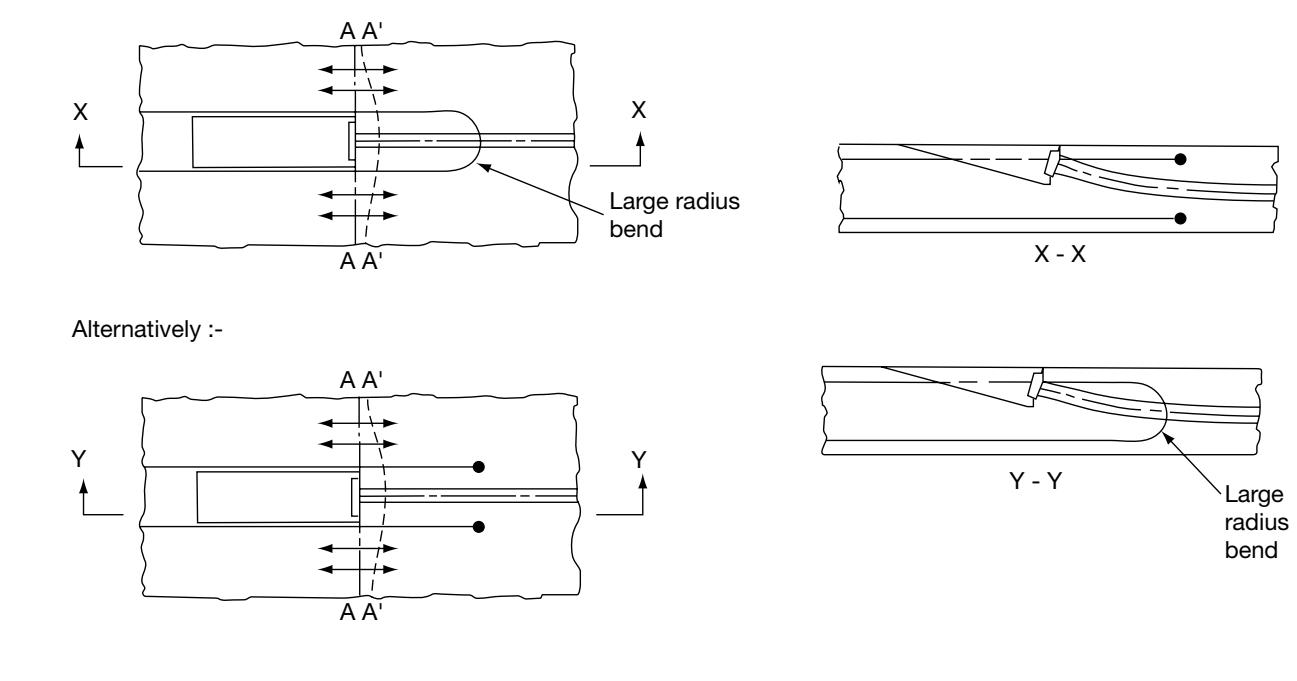 A A'
X
X
Large radius
bend
A A'
X - X
Alternatively :-
A A'
Y
Y
A A'
Y - Y
Large
radius
bend